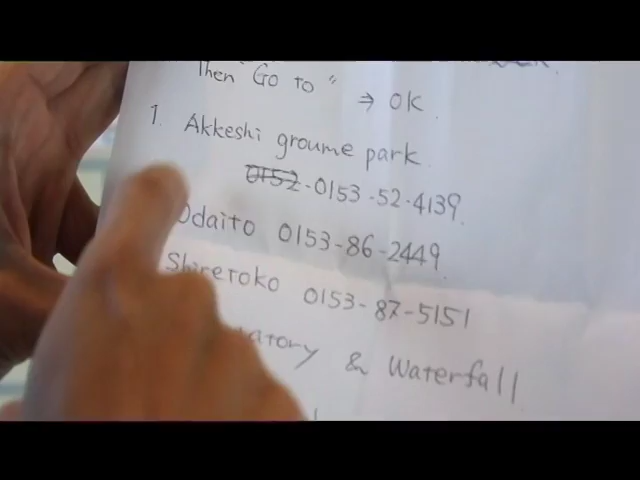 Then "Go to"
⇒ OK.
1. Akkeshi groume park.
0152-0153-52-4139.
Odaito 0153-86-2449.
Shiretoko 0153-87-5151
& Waterfall